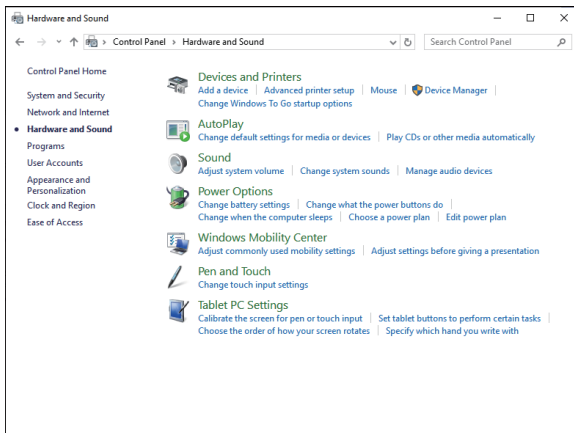 Hardware and Sound
Control Panel > Hardware and Sound
Search Control Panel
Control Panel Home
System and Security
Network and Internet
Hardware and Sound
Programs
User Accounts
Appearance and
Personalization
Clock and Region
Ease of Access
Devices and Printers
Add a device | Advanced printer setup | Mouse | Device Manager |
Change Windows To Go startup options
AutoPlay
Change default settings for media or devices | Play CDs or other media automatically
Sound
Adjust system volume | Change system sounds | Manage audio devices
Power Options
Change battery settings | Change what the power buttons do |
Change when the computer sleeps | Choose a power plan | Edit power plan
Windows Mobility Center
Adjust commonly used mobility settings | Adjust settings before giving a presentation
Pen and Touch
Change touch input settings
Tablet PC Settings
Calibrate the screen for pen or touch input | Set tablet buttons to perform certain tasks |
Choose the order of how your screen rotates | Specify which hand you write with